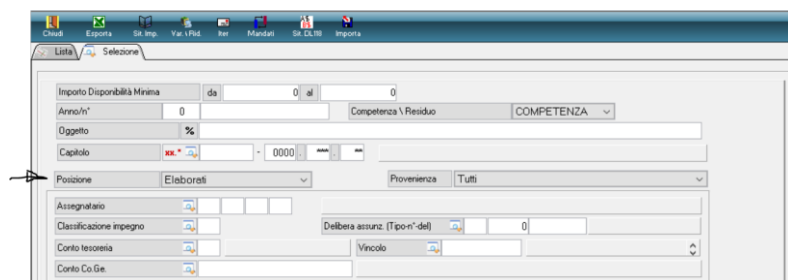 Chiudi Esporta Sit. Imp. Var. \ Rid. Iter Mandati Sit. DL118 Importa
Lista Selezione
Importo Disponibilità Minima da 0 al 0
Anno/n° 0 Competenza \ Residuo COMPETENZA
Oggetto %
Capitolo xx.* - 0000 . *** . **
Posizione Elaborati Provenienza Tutti
Assegnatario
Classificazione impegno Delibera assunz. (Tipo-n°-del) 0
Conto tesoreria Vincolo
Conto Co.Ge.